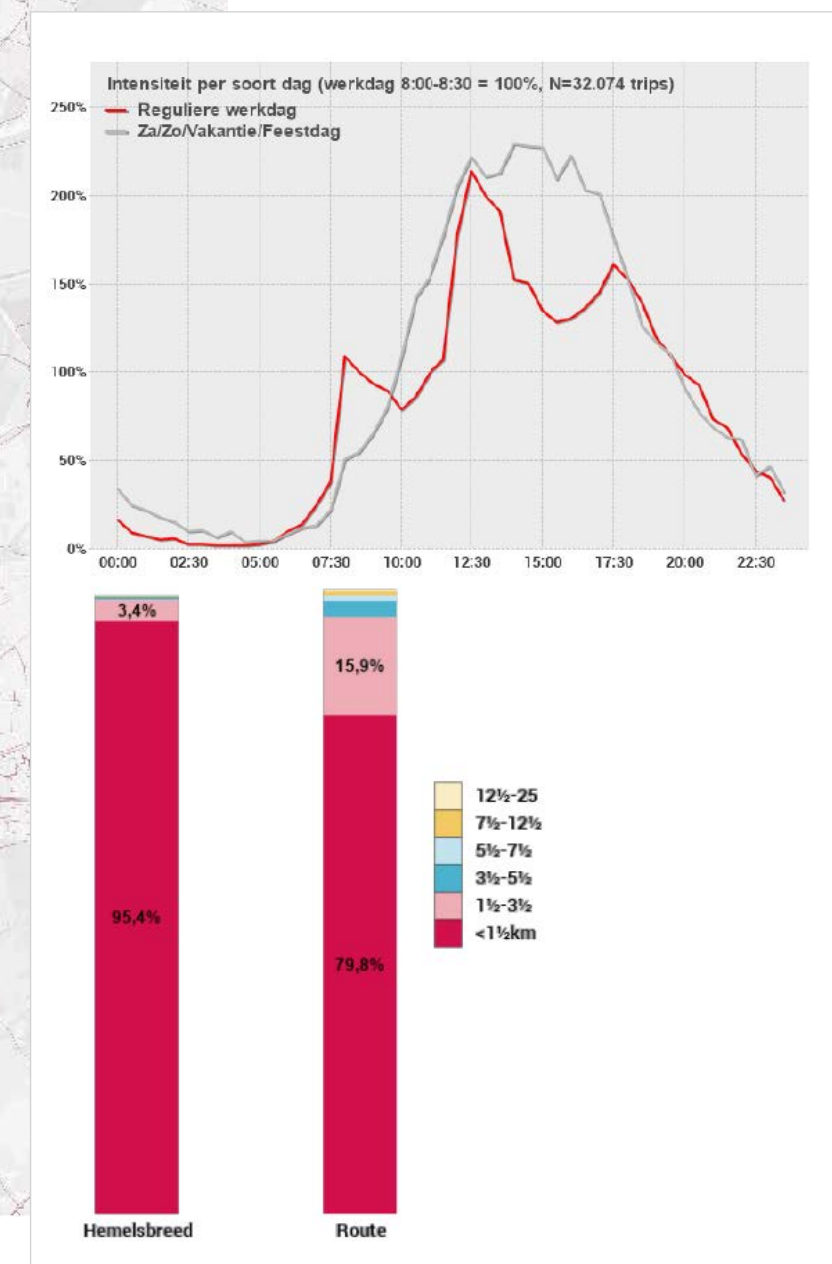 Intensiteit per soort dag (werkdag 8:00-8:30 = 100%, N=32.074 trips)
250%
Reguliere werkdag
Za/Zo/Vakantie/Feestdag
200%
150%
100%
50%
0%
00:00 02:30 05:00 07:30 10:00 12:30 15:00 17:30 20:00 22:30
3,4%
15,9%
12½-25
7½-12½
5½-7½
3½-5½
1½-3½
<1½km
95,4%
79,8%
Hemelsbreed Route